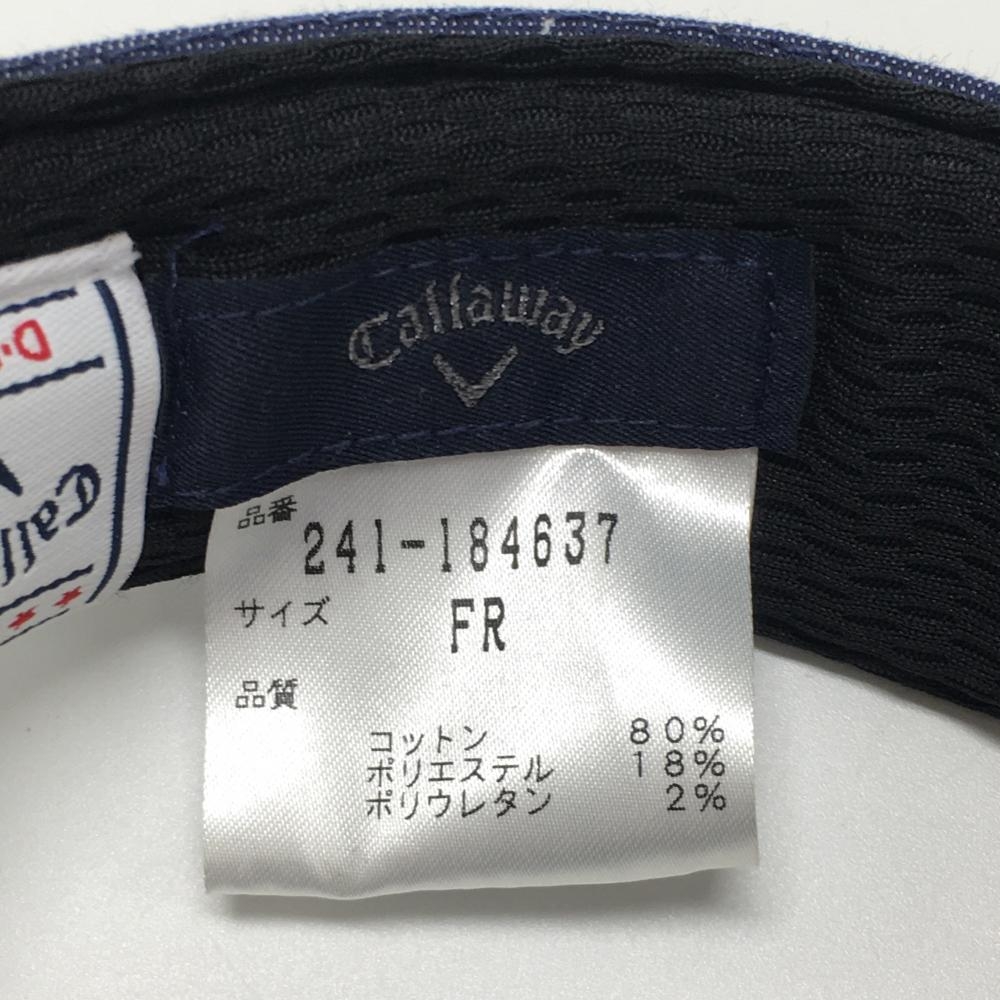 Callaway
品番
241-184637
サイズ FR
品質
コットン 80%
ポリエステル 18%
ポリウレタン 2%